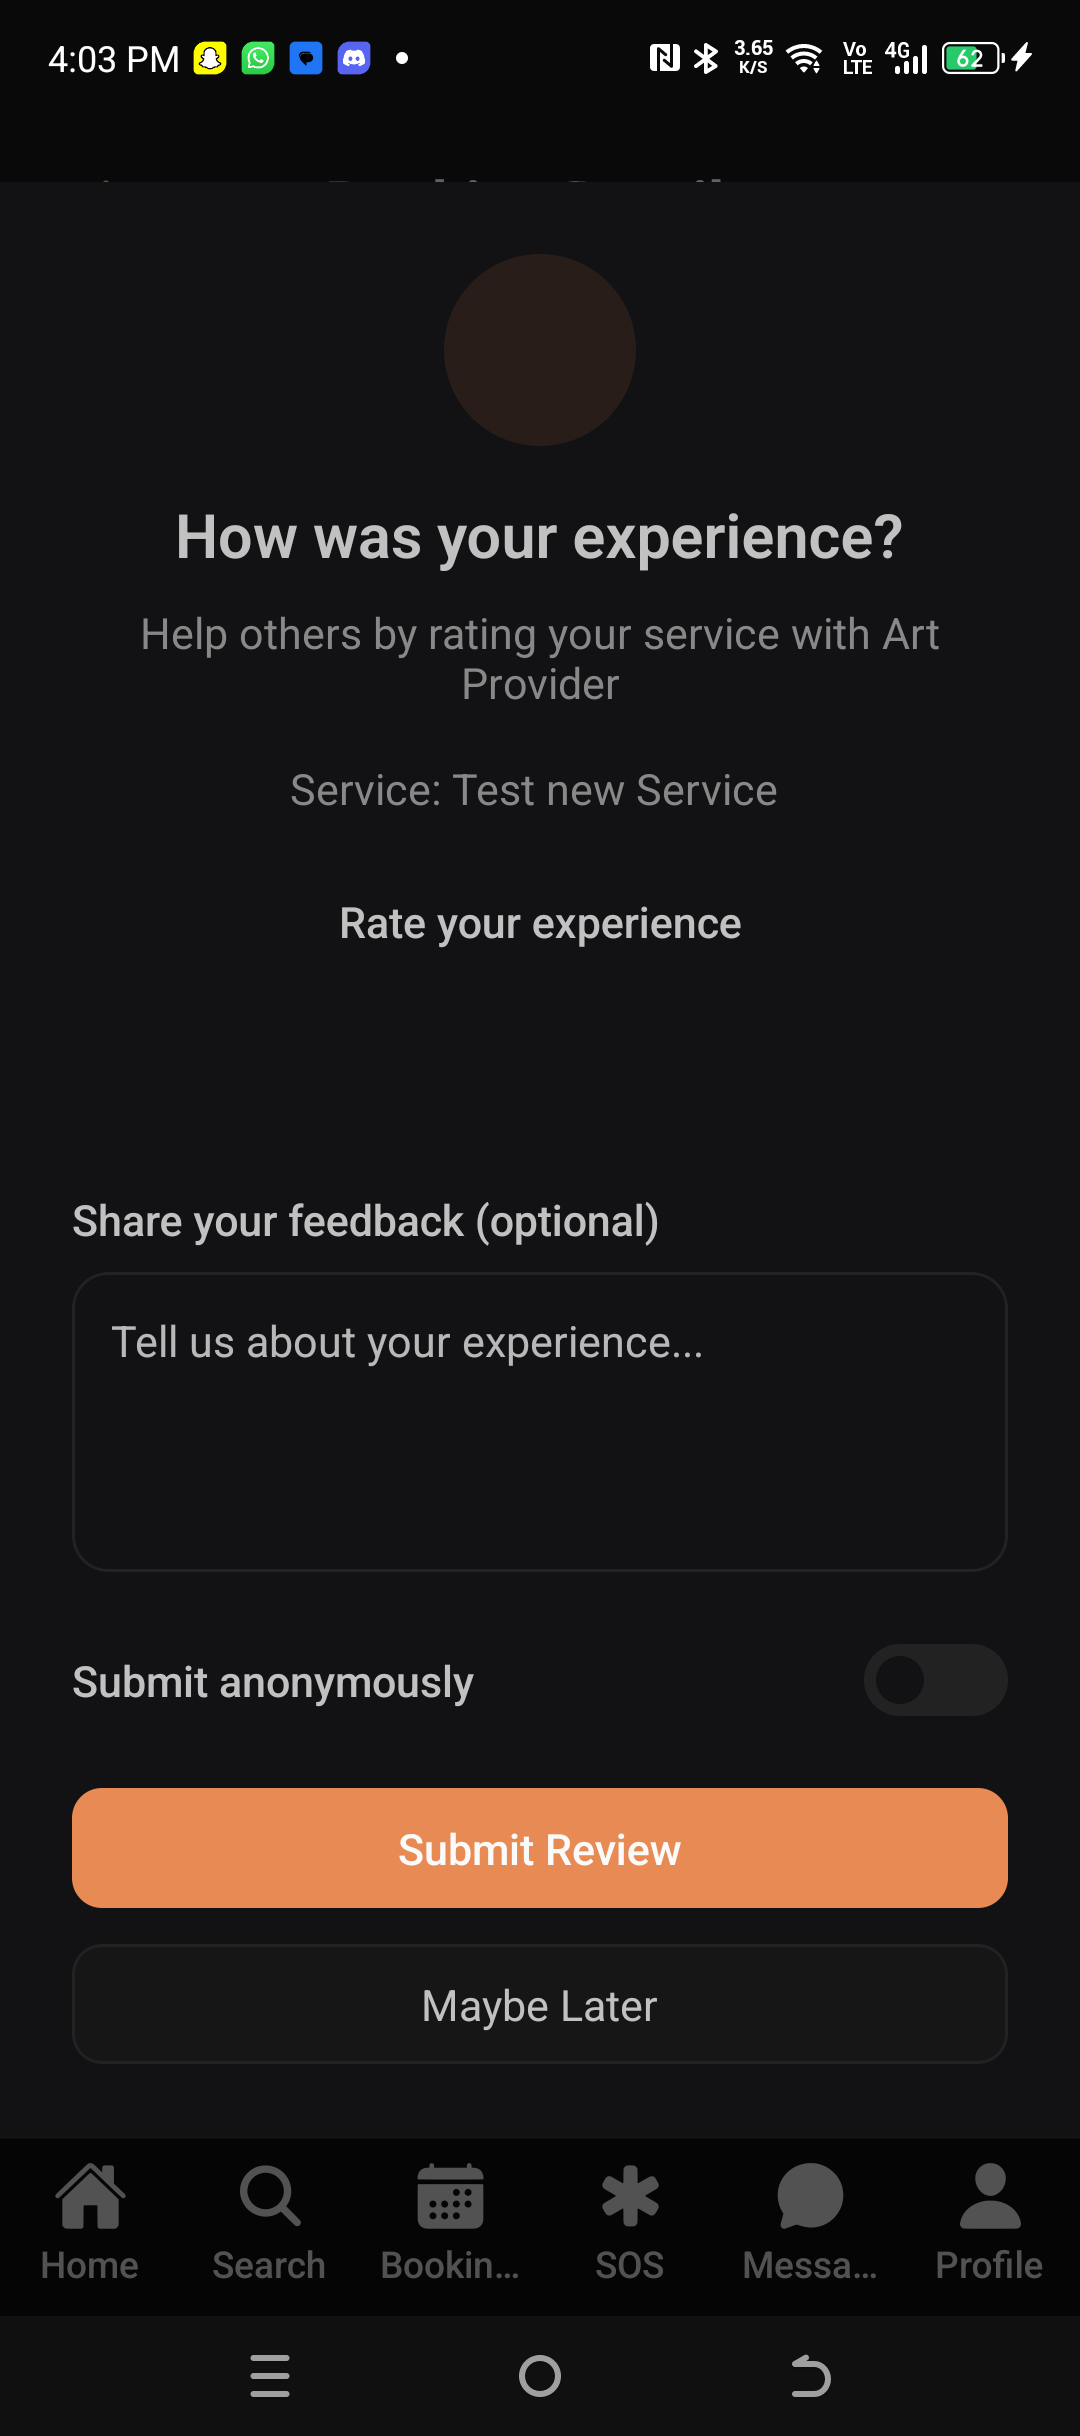 4:03 PM
3.65
K/S
Vo
LTE
4G
62
How was your experience?
Help others by rating your service with Art
Provider
Service: Test new Service
Rate your experience
Share your feedback (optional)
Tell us about your experience...
Submit anonymously
Submit Review
Maybe Later
Home
Search
Bookin...
SOS
Messa...
Profile